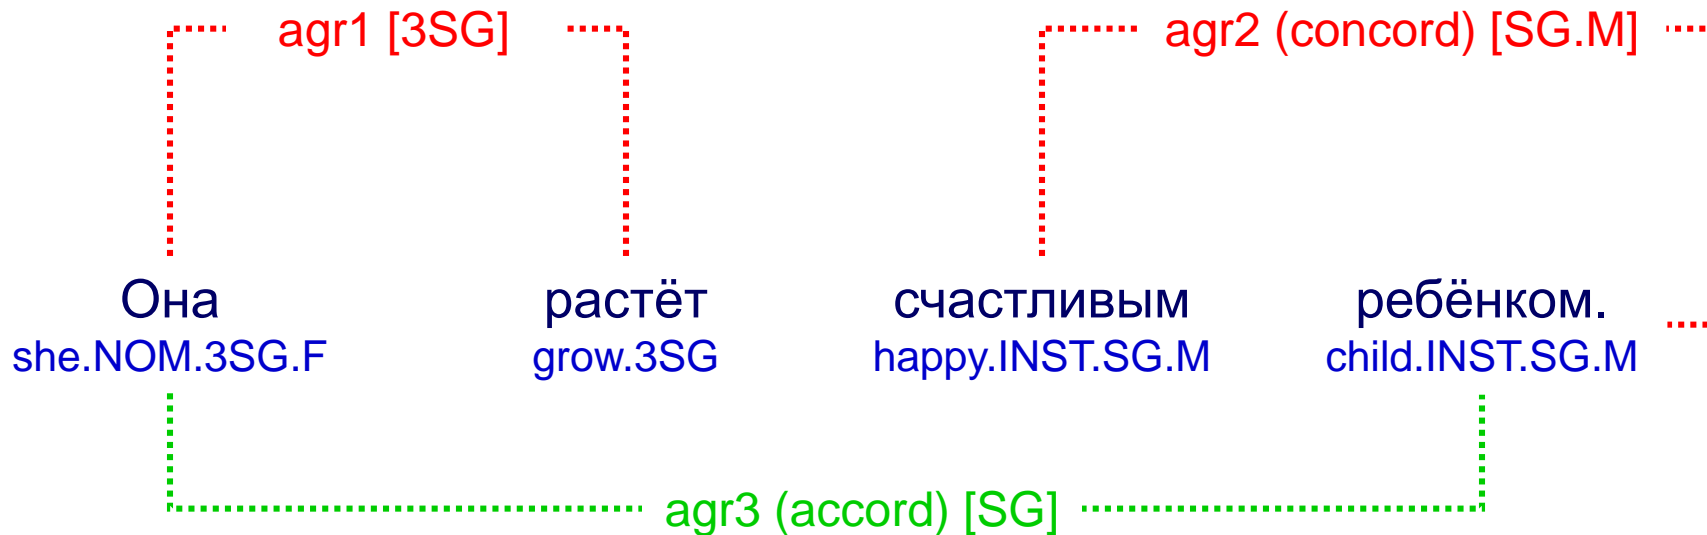 agr1 [3SG] agr2 (concord) [SG.M]
Она растёт счастливым ребёнком.
she.NOM.3SG.F grow.3SG happy.INST.SG.M child.INST.SG.M
agr3 (accord) [SG]